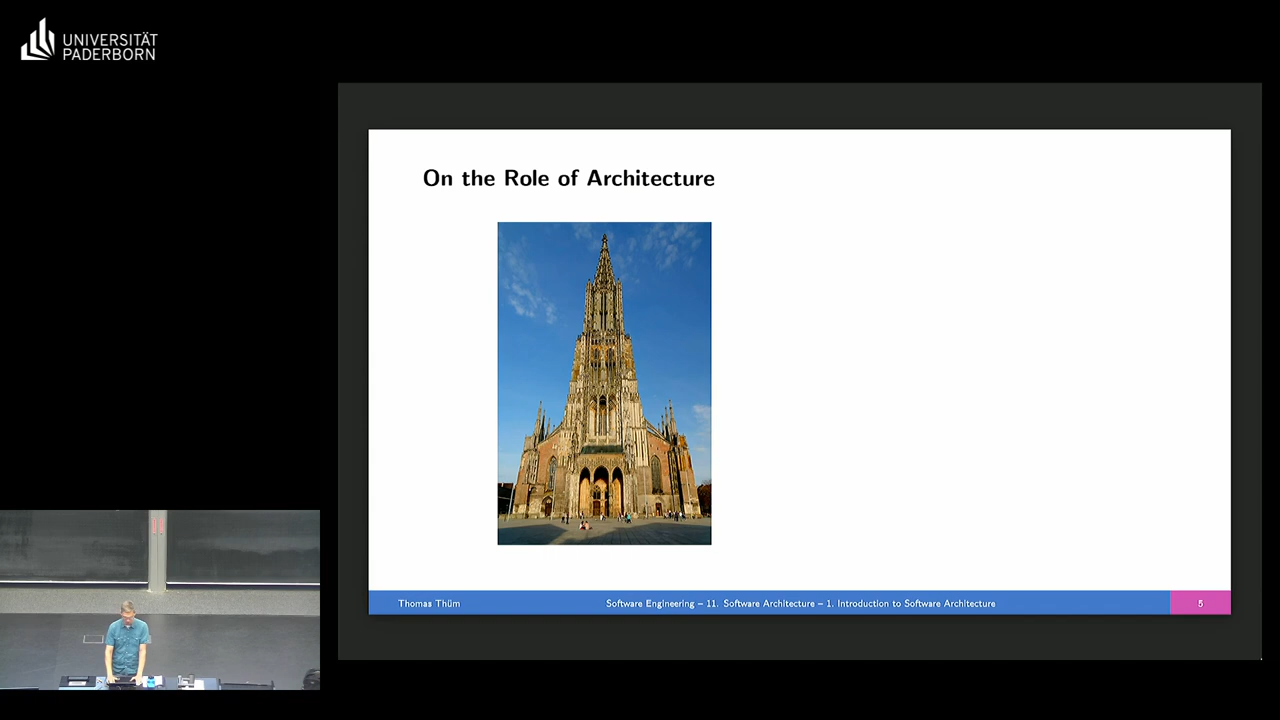 UNIVERSITÄT
PADERBORN
On the Role of Architecture
Thomas Thüm
Software Engineering – 11. Software Architecture – 1. Introduction to Software Architecture
5